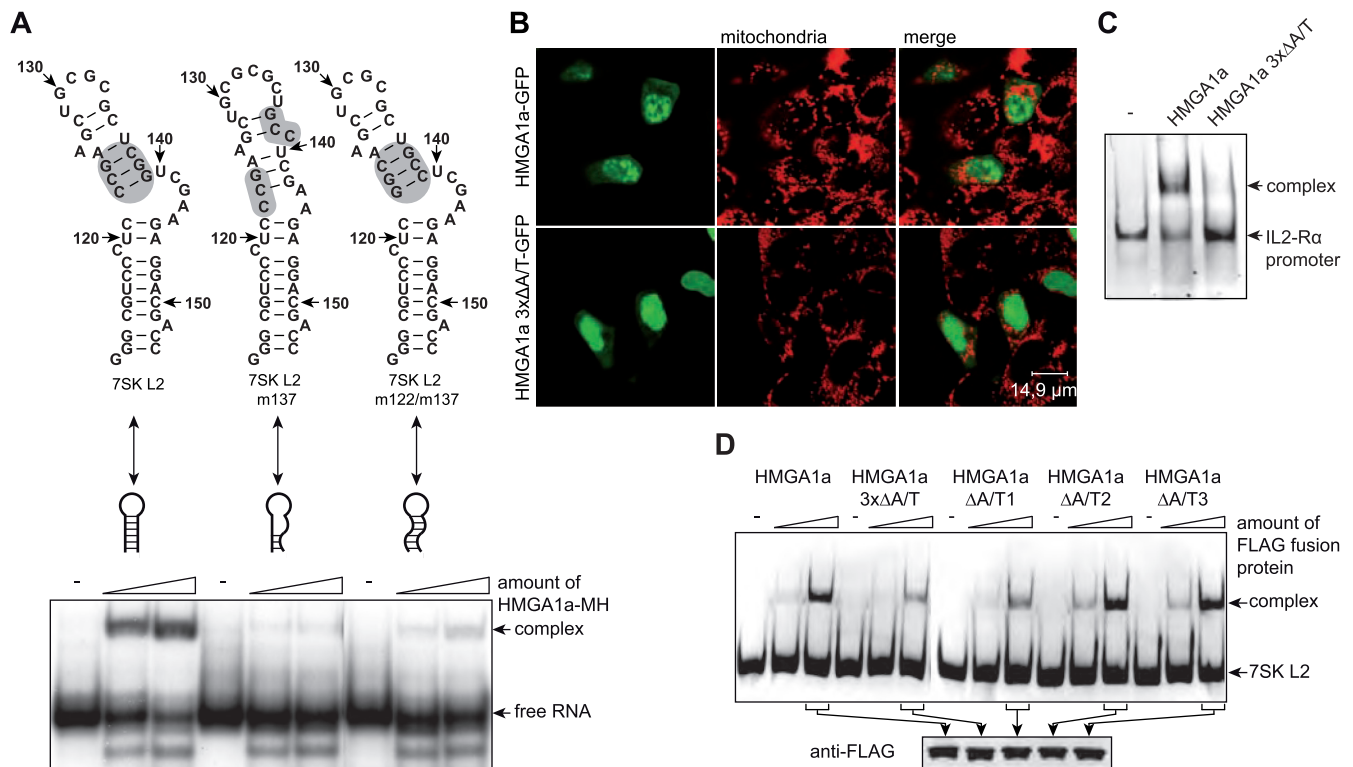 A
130
140
120
150
7SK L2
130
140
120
150
7SK L2
m137
130
140
120
150
7SK L2
m122/m137
-
-
-
amount of
HMGA1a-MH
complex
free RNA
B
mitochondria
merge
HMGA1a-GFP
HMGA1a 3xΔA/T-GFP
14,9 µm
C
-
HMGA1a
HMGA1a 3xΔA/T
complex
IL2-Rα
promoter
D
HMGA1a
HMGA1a
3xΔA/T
HMGA1a
ΔA/T1
HMGA1a
ΔA/T2
HMGA1a
ΔA/T3
-
-
-
-
-
amount of
FLAG fusion
protein
complex
7SK L2
anti-FLAG